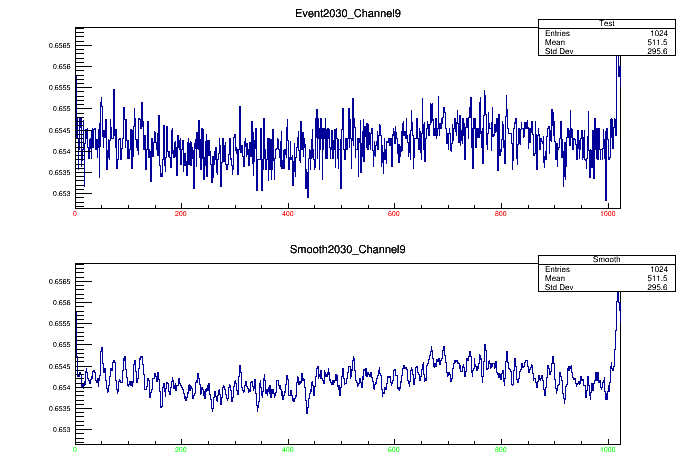 Event2030_Channel9
Test
Entries 1024
Mean 511.5
Std Dev 295.6
0.6565
0.656
0.6555
0.655
0.6545
0.654
0.6535
0.653
0 200 400 600 800 1000
Smooth2030_Channel9
Smooth
Entries 1024
Mean 511.5
Std Dev 295.6
0.6565
0.656
0.6555
0.655
0.6545
0.654
0.6535
0.653
0 200 400 600 800 1000